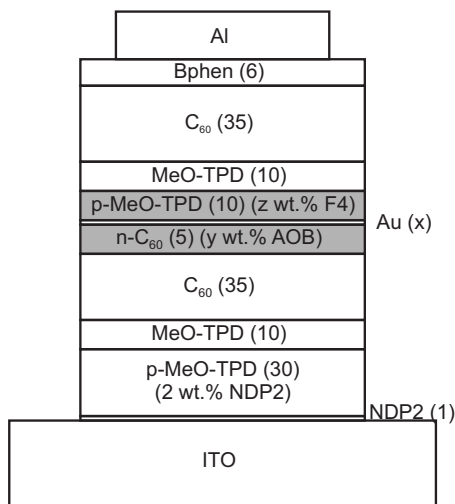 Al
Bphen (6)
C₆₀ (35)
MeO-TPD (10)
p-MeO-TPD (10) (z wt.% F4)
Au (x)
n-C₆₀ (5) (y wt.% AOB)
C₆₀ (35)
MeO-TPD (10)
p-MeO-TPD (30)
(2 wt.% NDP2)
NDP2 (1)
ITO